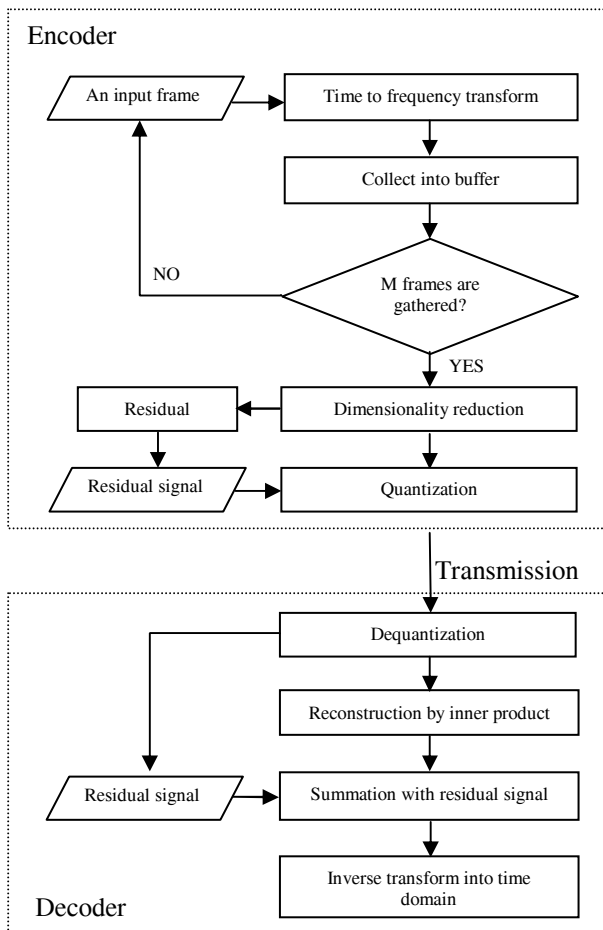 Encoder
An input frame
Time to frequency transform
Collect into buffer
NO
M frames are
gathered?
YES
Residual
Dimensionality reduction
Residual signal
Quantization
Transmission
Dequantization
Reconstruction by inner product
Residual signal
Summation with residual signal
Inverse transform into time
domain
Decoder